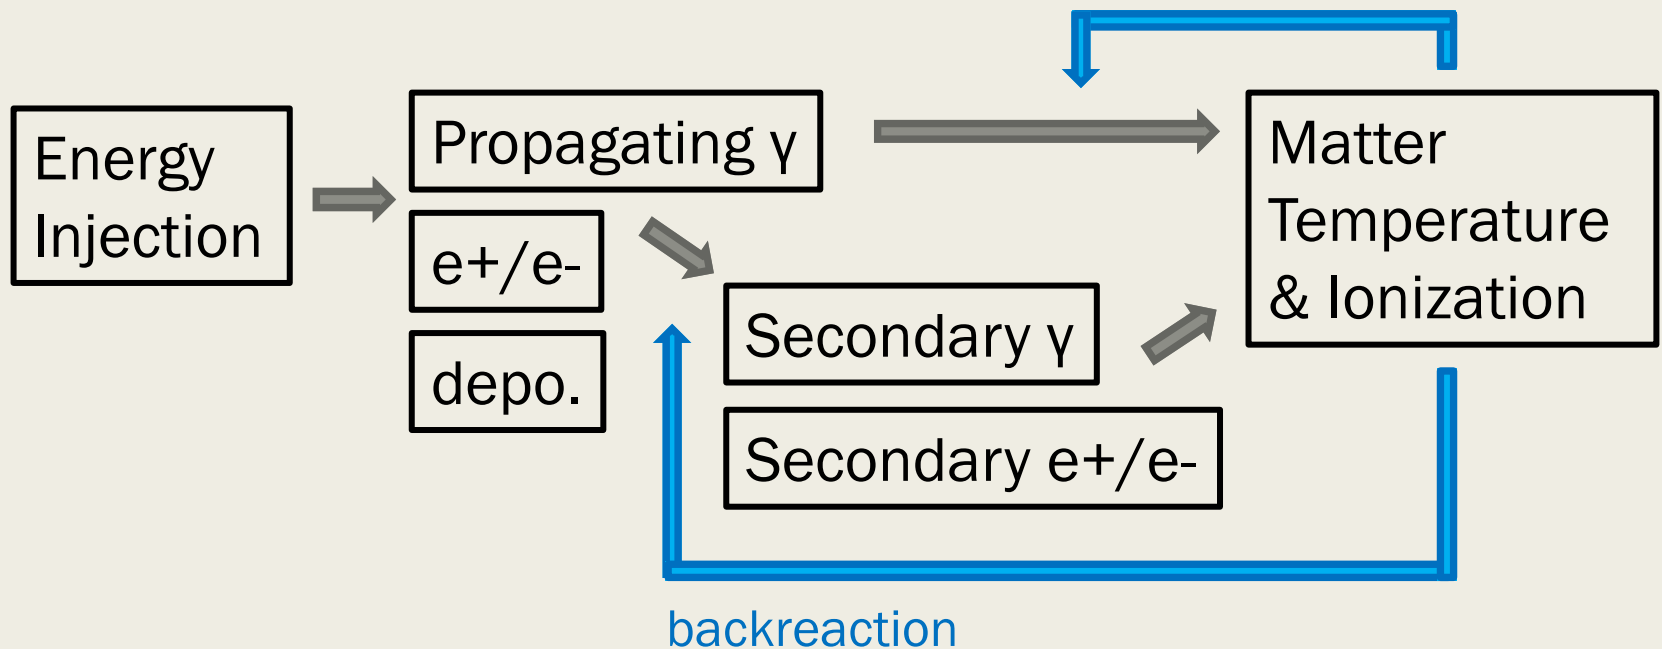 Energy
Injection
Propagating γ
e+/e-
depo.
Secondary γ
Secondary e+/e-
Matter
Temperature
& Ionization
backreaction